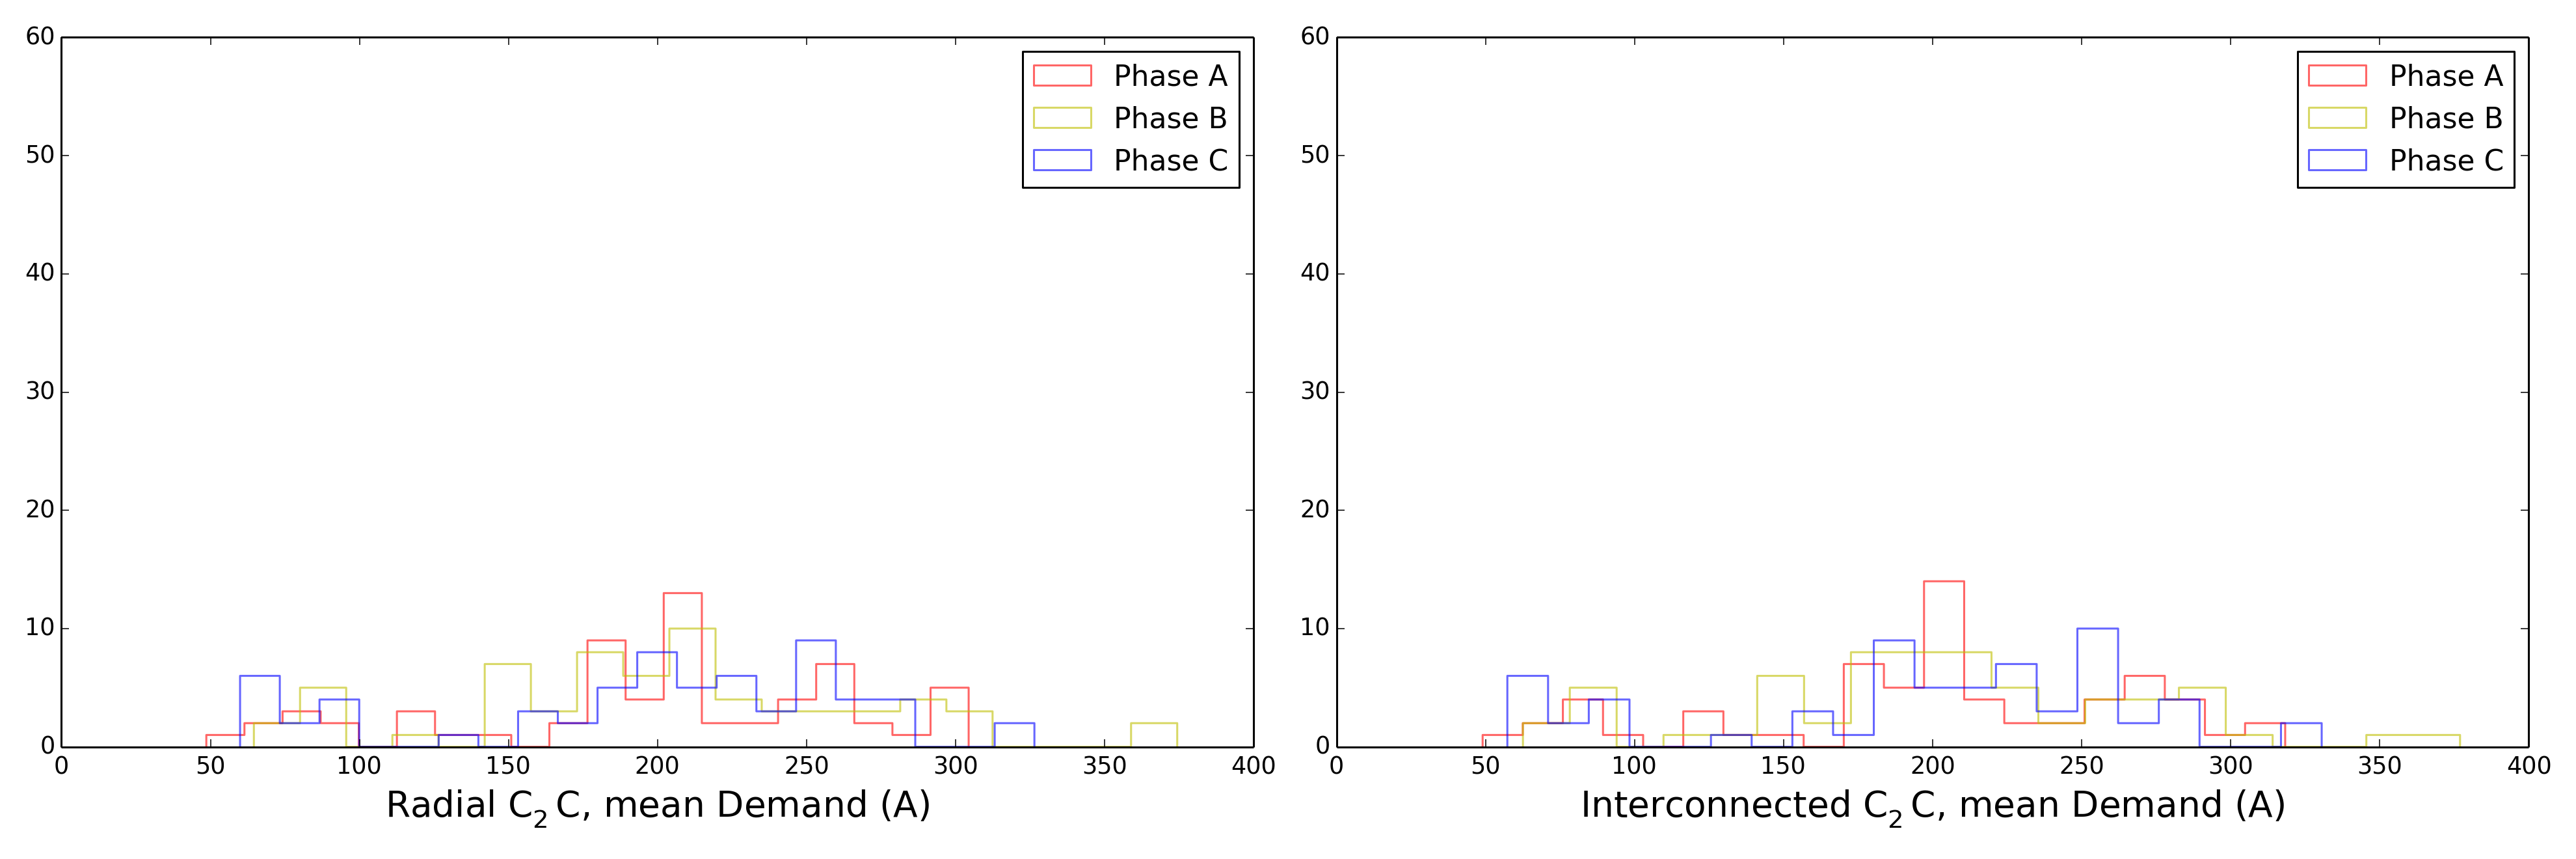 60
50
40
30
20
10
0
0 50 100 150 200 250 300 350 400
Radial C₂C, mean Demand (A)
Phase A
Phase B
Phase C
60
50
40
30
20
10
0
0 50 100 150 200 250 300 350 400
Interconnected C₂C, mean Demand (A)
Phase A
Phase B
Phase C